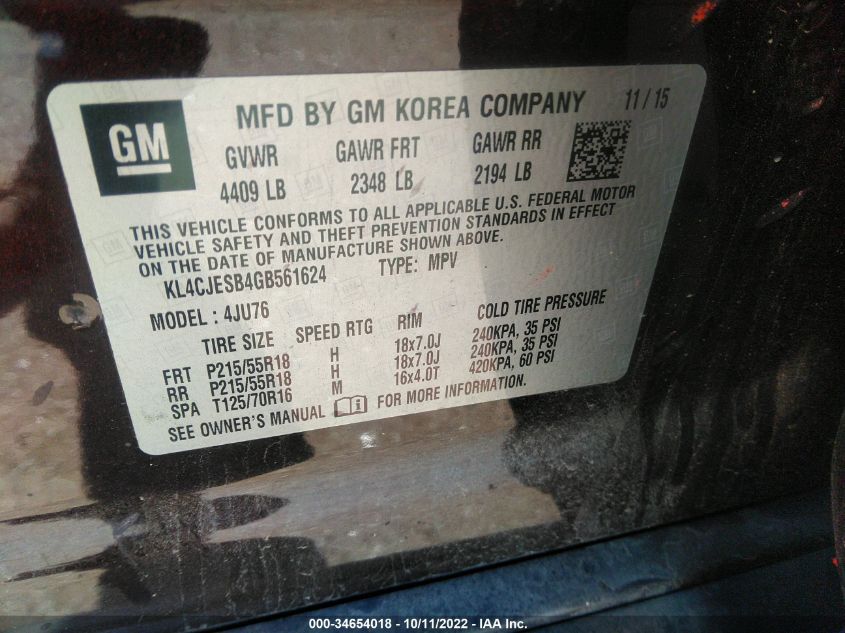 GM
MFD BY GM KOREA COMPANY 11/15
GVWR GAWR FRT GAWR RR
4409 LB 2348 LB 2194 LB
THIS VEHICLE CONFORMS TO ALL APPLICABLE U.S. FEDERAL MOTOR
VEHICLE SAFETY AND THEFT PREVENTION STANDARDS IN EFFECT
ON THE DATE OF MANUFACTURE SHOWN ABOVE.
KL4CJESB4GB561624 TYPE: MPV
MODEL : 4JU76
TIRE SIZE SPEED RTG RIM COLD TIRE PRESSURE
FRT P215/55R18 H 18x7.0J 240KPA, 35 PSI
RR P215/55R18 H 18x7.0J 240KPA, 35 PSI
SPA T125/70R16 M 16x4.0T 420KPA, 60 PSI
SEE OWNER'S MANUAL FOR MORE INFORMATION.
000-34654018 - 10/11/2022 - IAA Inc.